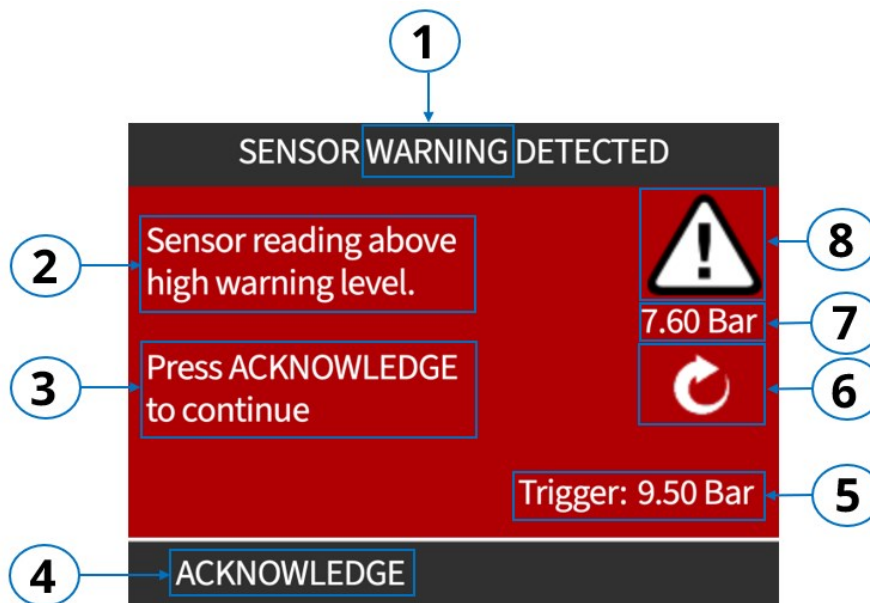 1
SENSOR WARNING DETECTED
Sensor reading above
high warning level.
2
8
7.60 Bar
7
Press ACKNOWLEDGE
to continue
3
6
Trigger: 9.50 Bar
5
ACKNOWLEDGE
4